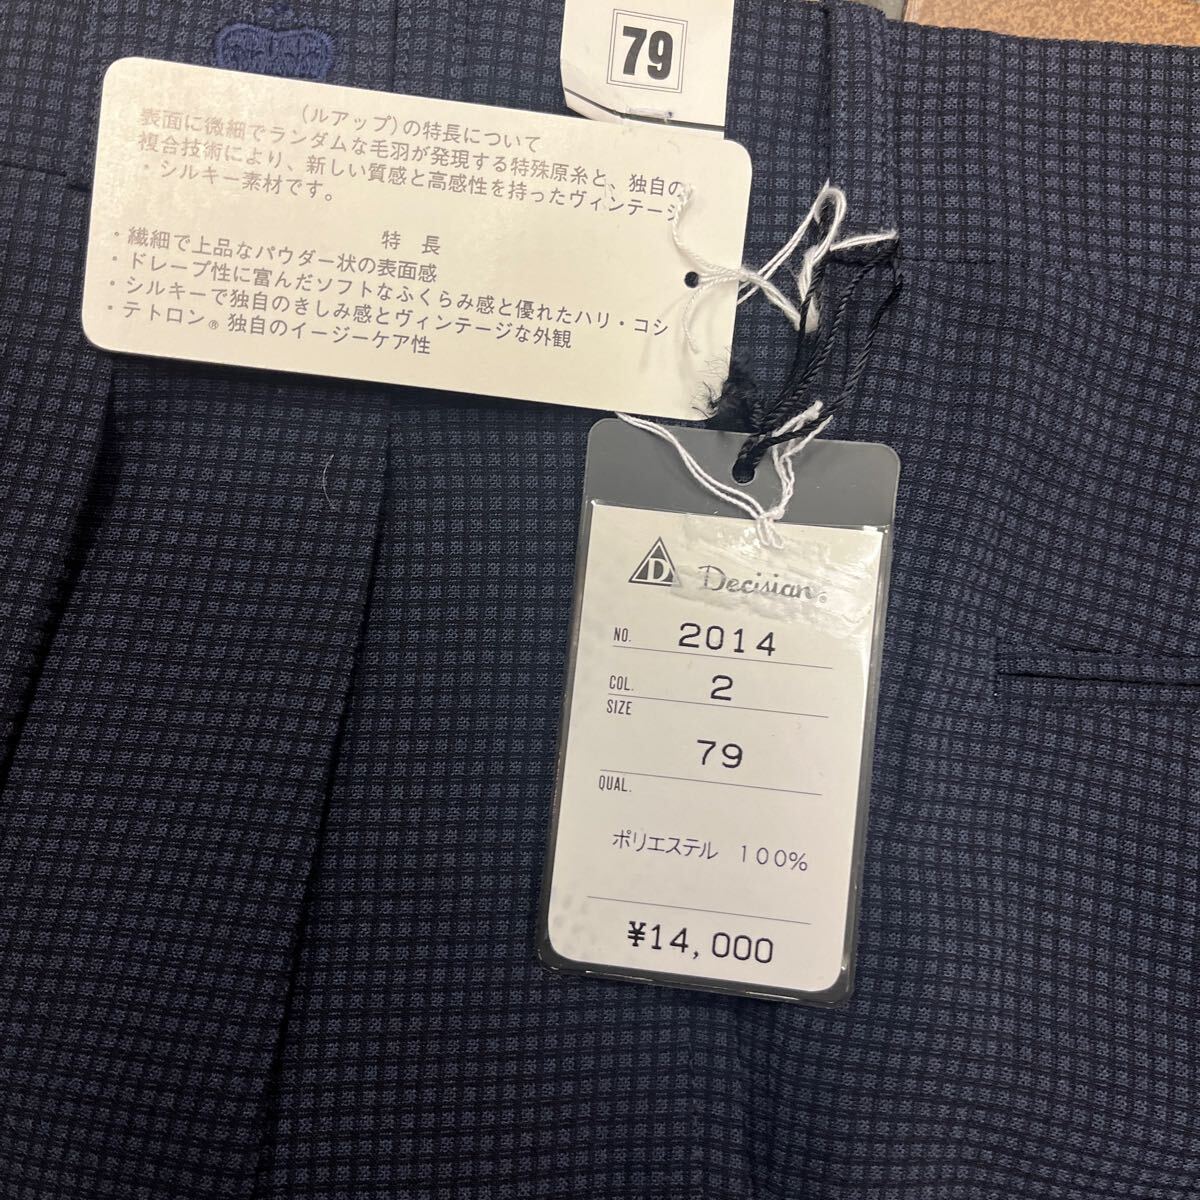 79
(ルアップ)の特長について
表面に微細でランダムな毛羽が発現する特殊原糸と、独自の
複合技術により、新しい質感と高感性を持ったヴィンテージ
・シルキー素材です。
特 長
・繊細で上品なパウダー状の表面感
・ドレープ性に富んだソフトなふくらみ感と優れたハリ・コシ
・シルキーで独自のきしみ感とヴィンテージな外観
・テトロン® 独自のイージーケア性
D Decisian®
NO. 2014
COL. 2
SIZE
79
QUAL.
ポリエステル 100%
¥14,000